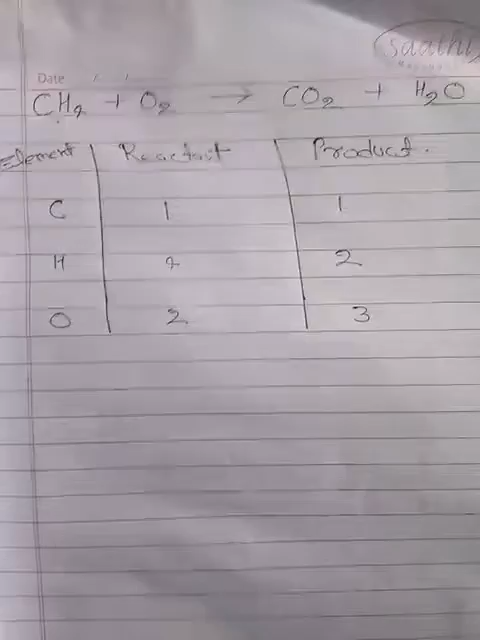 saathi
Date / /
CH4 + O2 → CO2 + H2O
Element Reactant Product.
C 1 1
H 4 2
O 2 3